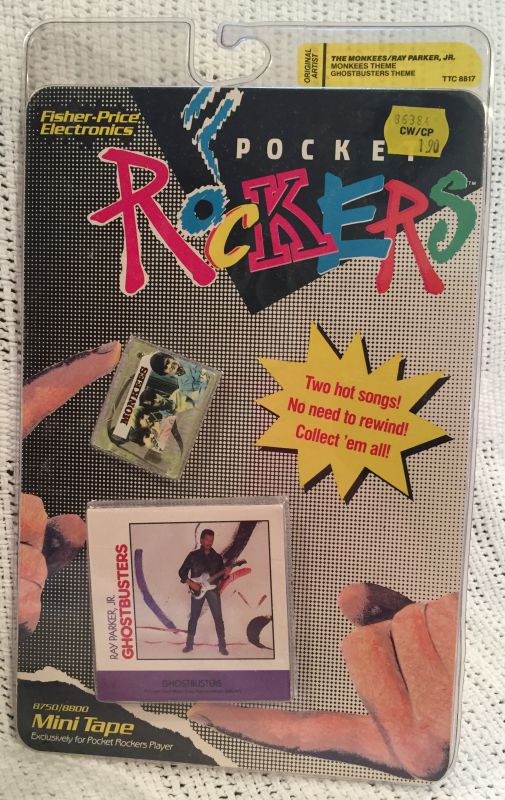 ORIGINAL
ARTIST
THE MONKEES/RAY PARKER, JR.
MONKEES THEME
GHOSTBUSTERS THEME
TTC 8817
Fisher-Price
Electronics
86384
CW/CP
1.90
POCKET
ROCKERS™
MONKEES
Two hot songs!
No need to rewind!
Collect 'em all!
RAY PARKER, JR.
GHOSTBUSTERS
GHOSTBUSTERS
8750/8800
Mini Tape
Exclusively for Pocket Rockers Player